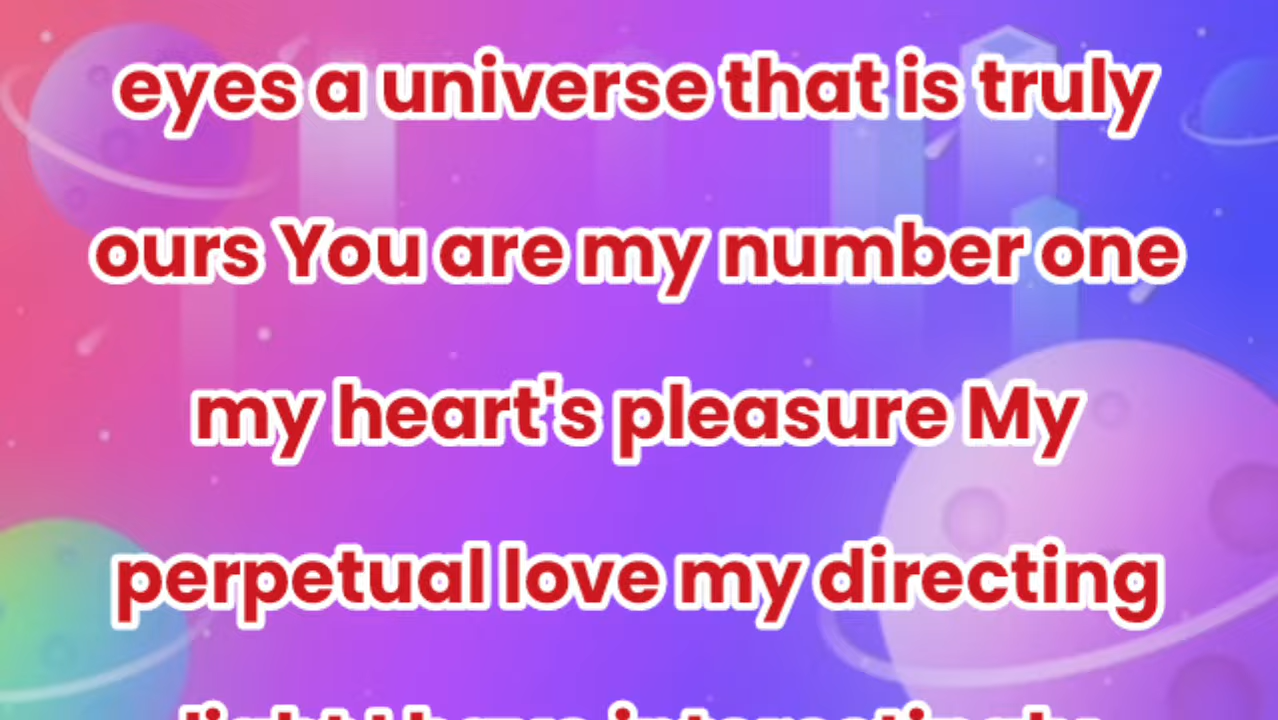 eyes a universe that is truly
ours You are my number one
my heart's pleasure My
perpetual love my directing